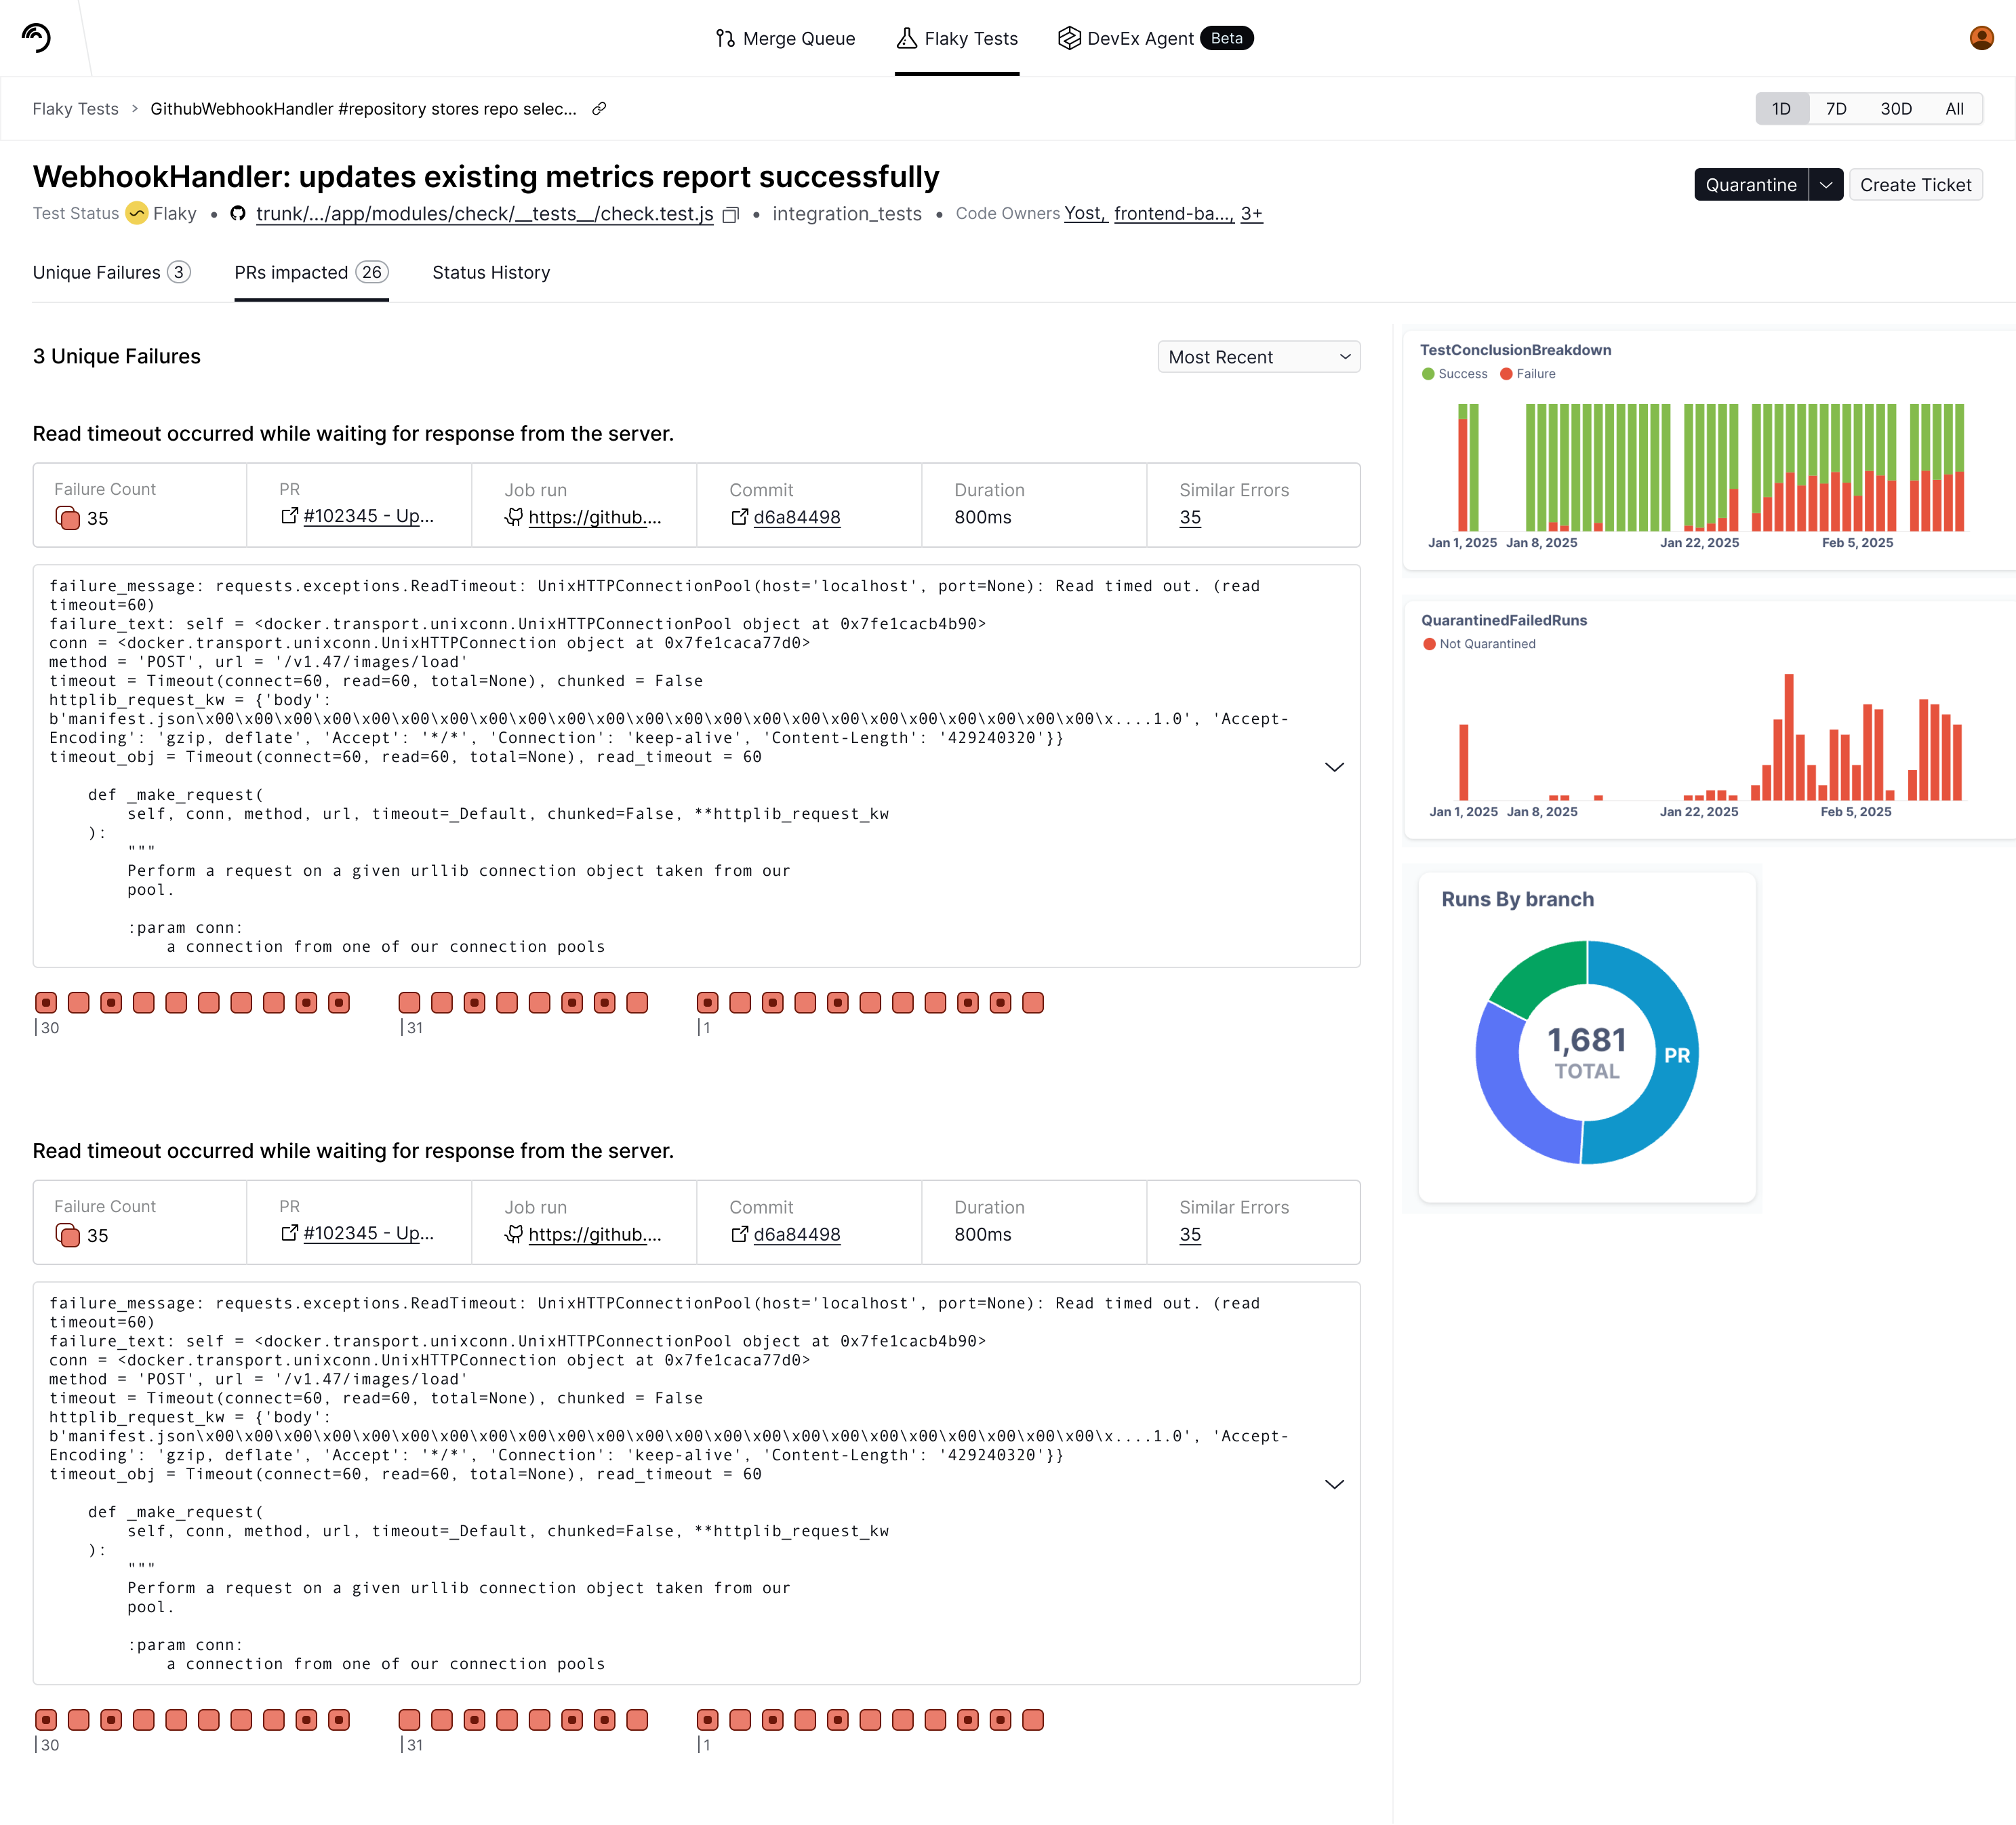 Merge Queue
Flaky Tests
DevEx Agent Beta
Flaky Tests > GithubWebhookHandler #repository stores repo selec...
1D 7D 30D All
WebhookHandler: updates existing metrics report successfully
Quarantine
Create Ticket
Test Status Flaky • trunk/.../app/modules/check/__tests__/check.test.js • integration_tests • Code Owners Yost, frontend-ba..., 3+
Unique Failures 3
PRs impacted 26
Status History
3 Unique Failures
Most Recent
Read timeout occurred while waiting for response from the server.
Failure Count PR Job run Commit Duration Similar Errors
35 #102345 - Up... https://github.... d6a84498 800ms 35
failure_message: requests.exceptions.ReadTimeout: UnixHTTPConnectionPool(host='localhost', port=None): Read timed out. (read
timeout=60)
failure_text: self = <docker.transport.unixconn.UnixHTTPConnectionPool object at 0x7fe1cacb4b90>
conn = <docker.transport.unixconn.UnixHTTPConnection object at 0x7fe1caca77d0>
method = 'POST', url = '/v1.47/images/load'
timeout = Timeout(connect=60, read=60, total=None), chunked = False
httplib_request_kw = {'body':
b'manifest.json\x00\x00\x00\x00\x00\x00\x00\x00\x00\x00\x00\x00\x00\x00\x00\x00\x00\x00\x00\x00\x00\x00\x00\x....1.0', 'Accept-
Encoding': 'gzip, deflate', 'Accept': '*/*', 'Connection': 'keep-alive', 'Content-Length': '429240320'}}
timeout_obj = Timeout(connect=60, read=60, total=None), read_timeout = 60
def _make_request(
self, conn, method, url, timeout=_Default, chunked=False, **httplib_request_kw
):
"""
Perform a request on a given urllib connection object taken from our
pool.
:param conn:
a connection from one of our connection pools
30 31 1
Read timeout occurred while waiting for response from the server.
Failure Count PR Job run Commit Duration Similar Errors
35 #102345 - Up... https://github.... d6a84498 800ms 35
failure_message: requests.exceptions.ReadTimeout: UnixHTTPConnectionPool(host='localhost', port=None): Read timed out. (read
timeout=60)
failure_text: self = <docker.transport.unixconn.UnixHTTPConnectionPool object at 0x7fe1cacb4b90>
conn = <docker.transport.unixconn.UnixHTTPConnection object at 0x7fe1caca77d0>
method = 'POST', url = '/v1.47/images/load'
timeout = Timeout(connect=60, read=60, total=None), chunked = False
httplib_request_kw = {'body':
b'manifest.json\x00\x00\x00\x00\x00\x00\x00\x00\x00\x00\x00\x00\x00\x00\x00\x00\x00\x00\x00\x00\x00\x00\x00\x....1.0', 'Accept-
Encoding': 'gzip, deflate', 'Accept': '*/*', 'Connection': 'keep-alive', 'Content-Length': '429240320'}}
timeout_obj = Timeout(connect=60, read=60, total=None), read_timeout = 60
def _make_request(
self, conn, method, url, timeout=_Default, chunked=False, **httplib_request_kw
):
"""
Perform a request on a given urllib connection object taken from our
pool.
:param conn:
a connection from one of our connection pools
30 31 1
TestConclusionBreakdown
Success Failure
Jan 1, 2025 Jan 8, 2025 Jan 22, 2025 Feb 5, 2025
QuarantinedFailedRuns
Not Quarantined
Jan 1, 2025 Jan 8, 2025 Jan 22, 2025 Feb 5, 2025
Runs By branch
1,681
TOTAL
PR